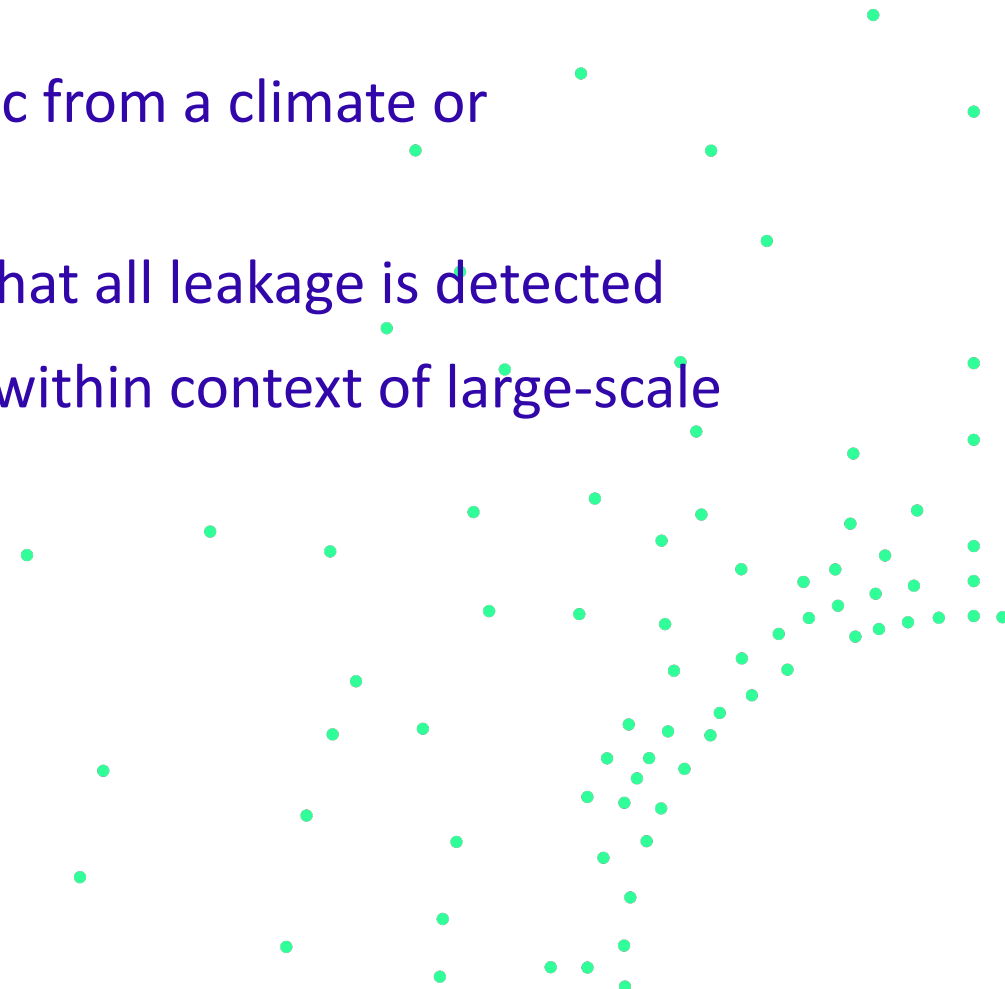 c from a climate or
hat all leakage is detected
within context of large-scale